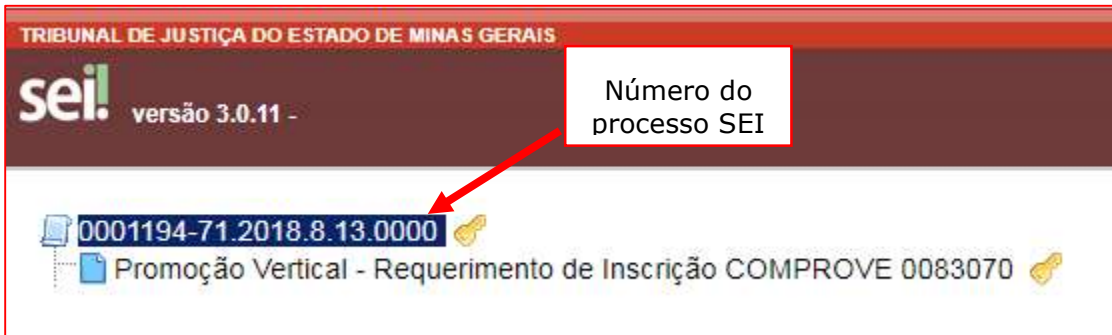 TRIBUNAL DE JUSTIÇA DO ESTADO DE MINAS GERAIS
sei! versão 3.0.11 -
Número do
processo SEI
0001194-71.2018.8.13.0000
Promoção Vertical - Requerimento de Inscrição COMPROVE 0083070